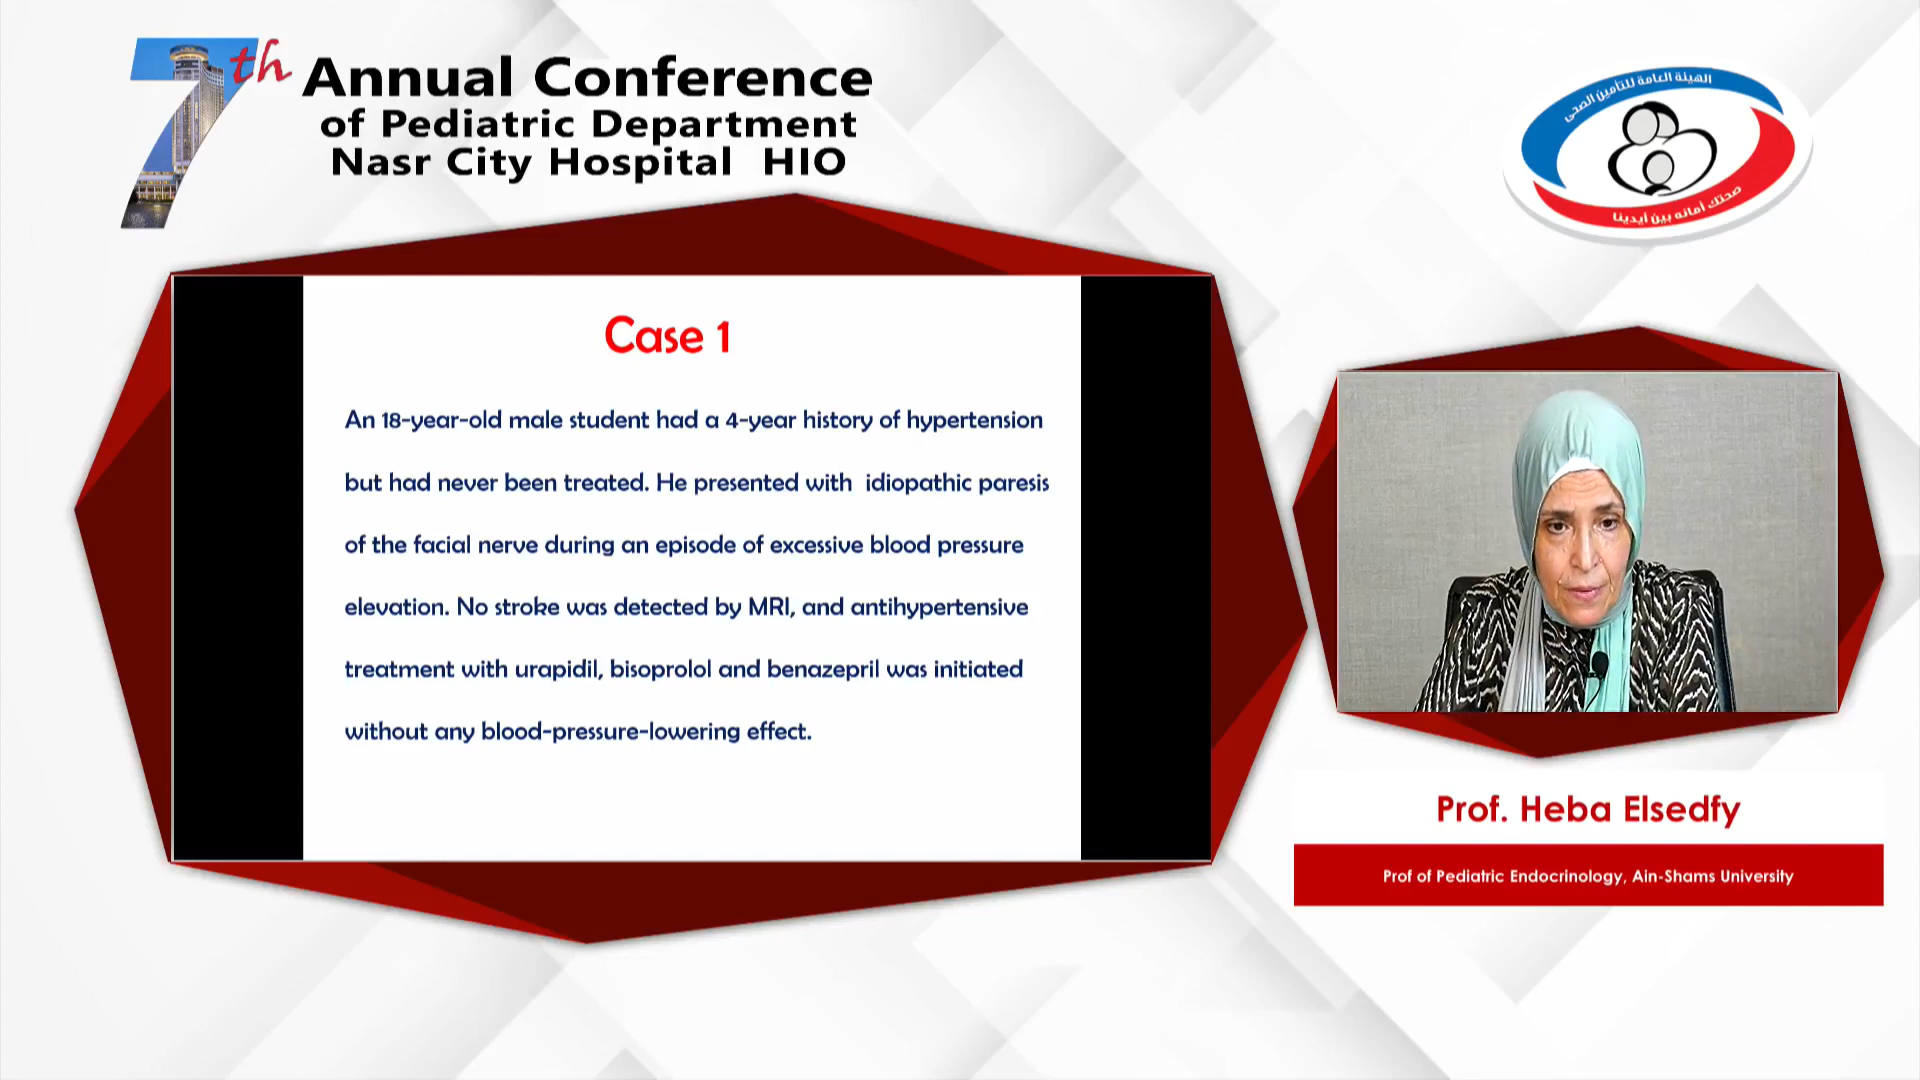 7th Annual Conference
of Pediatric Department
Nasr City Hospital HIO
الهيئة العامة للتأمين الصحى
صحتك أمانه بين أيدينا
Case 1
An 18-year-old male student had a 4-year history of hypertension
but had never been treated. He presented with idiopathic paresis
of the facial nerve during an episode of excessive blood pressure
elevation. No stroke was detected by MRI, and antihypertensive
treatment with urapidil, bisoprolol and benazepril was initiated
without any blood-pressure-lowering effect.
Prof. Heba Elsedfy
Prof of Pediatric Endocrinology, Ain-Shams University